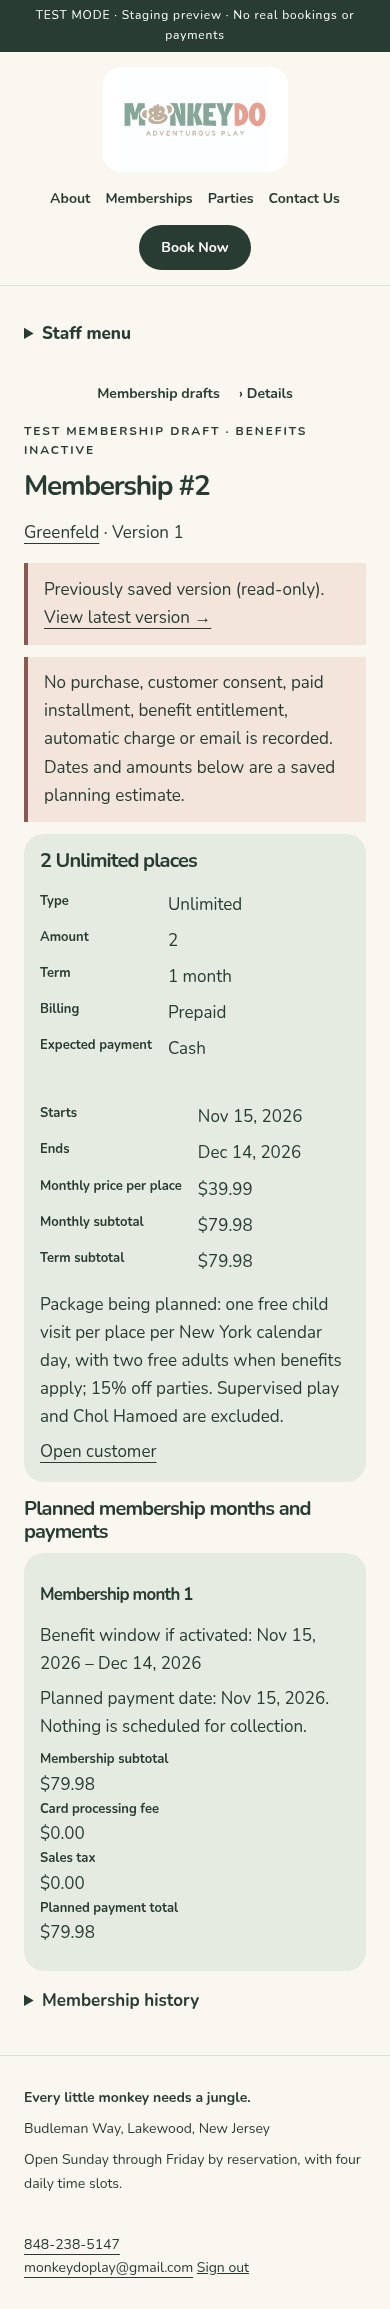 TEST MODE · Staging preview · No real bookings or
payments
MONKEYDO
ADVENTUROUS PLAY
About Memberships Parties Contact Us
Book Now
▶ Staff menu
Membership drafts › Details
TEST MEMBERSHIP DRAFT · BENEFITS
INACTIVE
Membership #2
Greenfeld · Version 1
Previously saved version (read-only).
View latest version →
No purchase, customer consent, paid
installment, benefit entitlement,
automatic charge or email is recorded.
Dates and amounts below are a saved
planning estimate.
2 Unlimited places
Type Unlimited
Amount 2
Term 1 month
Billing Prepaid
Expected payment Cash
Starts Nov 15, 2026
Ends Dec 14, 2026
Monthly price per place $39.99
Monthly subtotal $79.98
Term subtotal $79.98
Package being planned: one free child
visit per place per New York calendar
day, with two free adults when benefits
apply; 15% off parties. Supervised play
and Chol Hamoed are excluded.
Open customer
Planned membership months and
payments
Membership month 1
Benefit window if activated: Nov 15,
2026 – Dec 14, 2026
Planned payment date: Nov 15, 2026.
Nothing is scheduled for collection.
Membership subtotal
$79.98
Card processing fee
$0.00
Sales tax
$0.00
Planned payment total
$79.98
▶ Membership history
Every little monkey needs a jungle.
Budleman Way, Lakewood, New Jersey
Open Sunday through Friday by reservation, with four
daily time slots.
848-238-5147
monkeydoplay@gmail.com Sign out